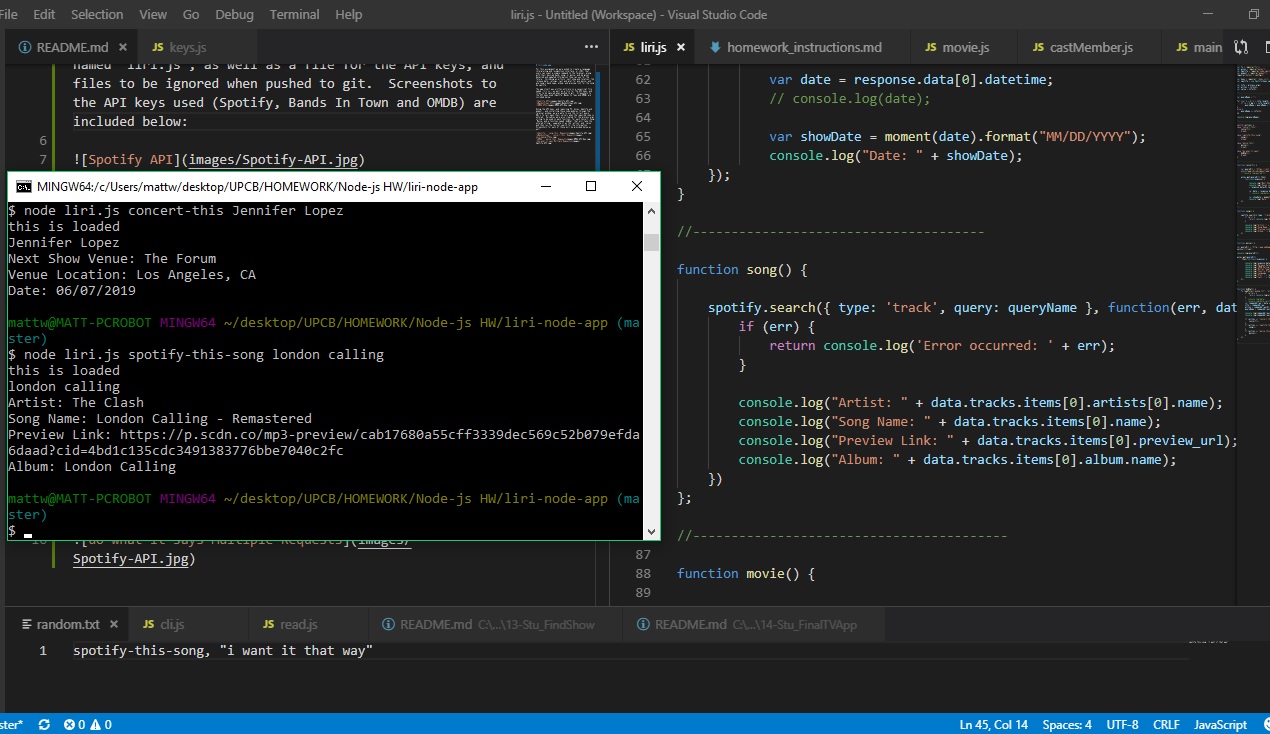 File Edit Selection View Go Debug Terminal Help
liri.js - Untitled (Workspace) - Visual Studio Code
README.md ×
JS keys.js
...
named 'liri.js', as well as a file for the API keys, and
files to be ignored when pushed to git. Screenshots to
the API keys used (Spotify, Bands In Town and OMDB) are
included below:
6
7 ![Spotify API](images/Spotify-API.jpg)
MINGW64:/c/Users/mattw/desktop/UPCB/HOMEWORK/Node-js HW/liri-node-app
$ node liri.js concert-this Jennifer Lopez
this is loaded
Jennifer Lopez
Next Show Venue: The Forum
Venue Location: Los Angeles, CA
Date: 06/07/2019
mattw@MATT-PCROBOT MINGW64 ~/desktop/UPCB/HOMEWORK/Node-js HW/liri-node-app (ma
ster)
$ node liri.js spotify-this-song london calling
this is loaded
london calling
Artist: The Clash
Song Name: London Calling - Remastered
Preview Link: https://p.scdn.co/mp3-preview/cab17680a55cff3339dec569c52b079efda
6daad?cid=4bd1c135cdc3491383776bbe7040c2fc
Album: London Calling
mattw@MATT-PCROBOT MINGW64 ~/desktop/UPCB/HOMEWORK/Node-js HW/liri-node-app (ma
ster)
$
![do what it says Multiple Requests](images/
Spotify-API.jpg)
JS liri.js ×
homework_instructions.md
JS movie.js
JS castMember.js
JS main
62 var date = response.data[0].datetime;
63 // console.log(date);
64
65 var showDate = moment(date).format("MM/DD/YYYY");
66 console.log("Date: " + showDate);
});
}
//--------------------------------------
function song() {
spotify.search({ type: 'track', query: queryName }, function(err, dat
if (err) {
return console.log('Error occurred: ' + err);
}
console.log("Artist: " + data.tracks.items[0].artists[0].name);
console.log("Song Name: " + data.tracks.items[0].name);
console.log("Preview Link: " + data.tracks.items[0].preview_url);
console.log("Album: " + data.tracks.items[0].album.name);
})
};
//-----------------------------------------
87
88 function movie() {
89
random.txt ×
JS cli.js
JS read.js
README.md C:\...\13-Stu_FindShow
README.md C:\...\14-Stu_FinalTVApp
1 spotify-this-song, "i want it that way"
ster* 0 0
Ln 45, Col 14 Spaces: 4 UTF-8 CRLF JavaScript